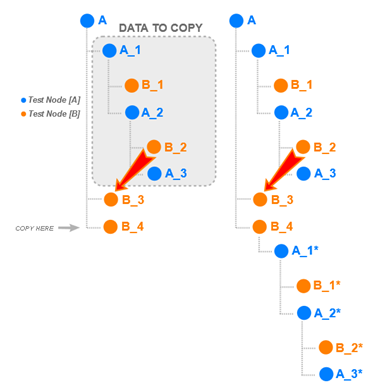 A
DATA TO COPY
A_1
B_1
Test Node [A]
Test Node [B]
A_2
B_2
A_3
B_3
COPY HERE
B_4
A
A_1
B_1
A_2
B_2
A_3
B_3
B_4
A_1*
B_1*
A_2*
B_2*
A_3*